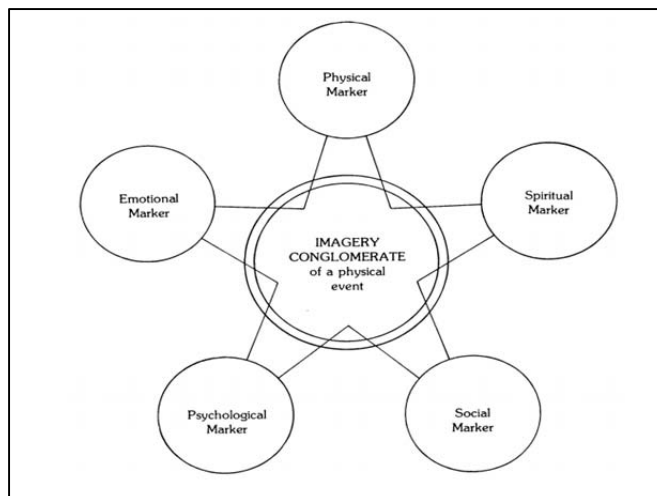 Physical
Marker
Emotional
Marker
Spiritual
Marker
IMAGERY
CONGLOMERATE
of a physical
event
Psychological
Marker
Social
Marker